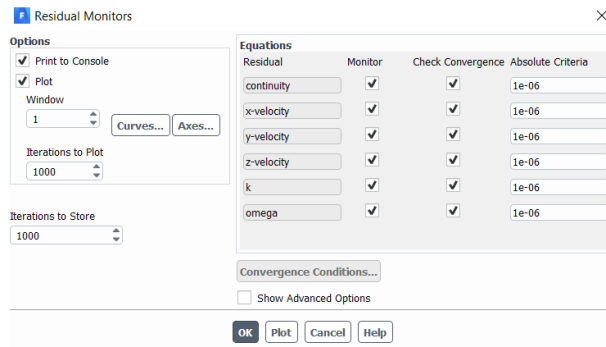 Residual Monitors
Options
Print to Console
Plot
Window
1
Curves... Axes...
Iterations to Plot
1000
Iterations to Store
1000
Equations
Residual Monitor Check Convergence Absolute Criteria
continuity 1e-06
x-velocity 1e-06
y-velocity 1e-06
z-velocity 1e-06
k 1e-06
omega 1e-06
Convergence Conditions...
Show Advanced Options
OK Plot Cancel Help